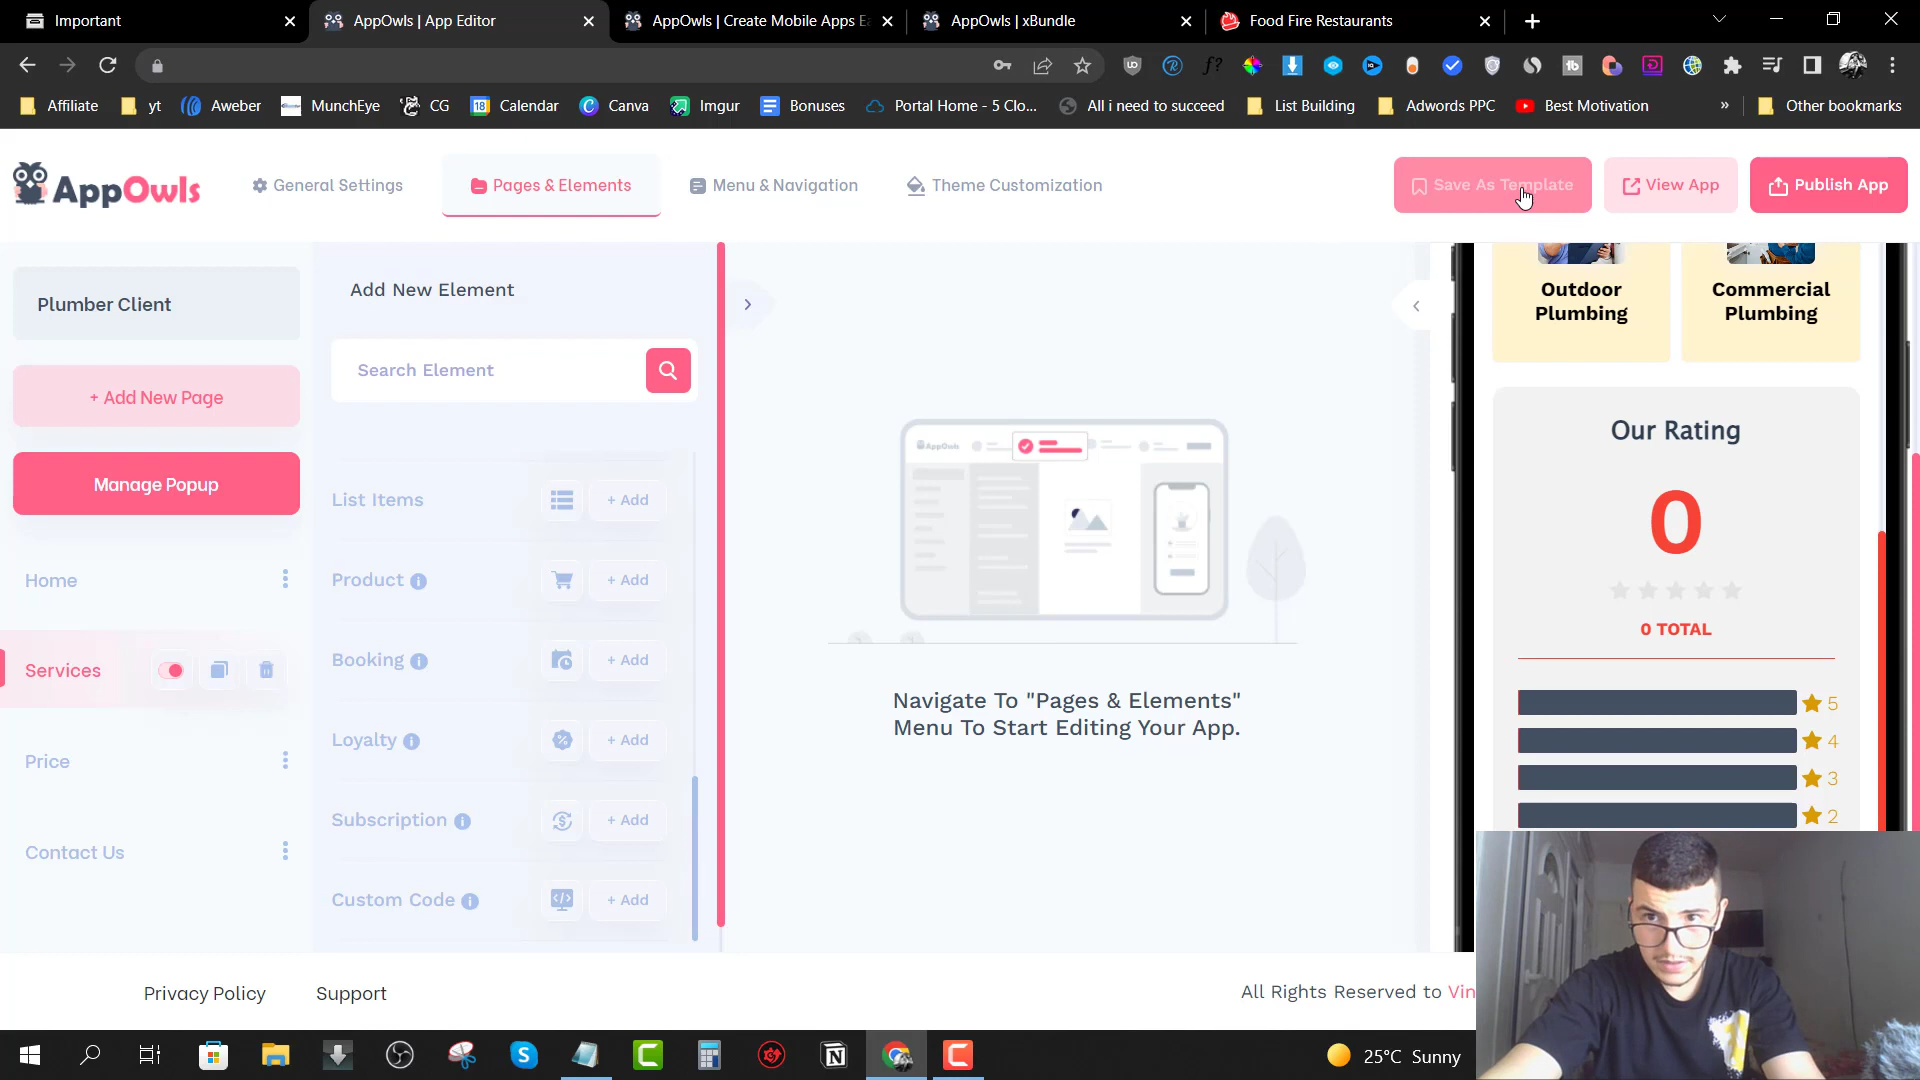 Important
AppOwls | App Editor
AppOwls | Create Mobile Apps Ea
AppOwls | xBundle
Food Fire Restaurants
Affiliate
yt
Aweber
MunchEye
CG
Calendar
Canva
Imgur
Bonuses
Portal Home - 5 Clo...
All i need to succeed
List Building
Adwords PPC
Best Motivation
Other bookmarks
AppOwls
General Settings
Pages & Elements
Menu & Navigation
Theme Customization
Save As Template
View App
Publish App
Plumber Client
+ Add New Page
Manage Popup
Home
Services
Price
Contact Us
Add New Element
Search Element
List Items
+ Add
Product
+ Add
Booking
+ Add
Loyalty
+ Add
Subscription
+ Add
Custom Code
+ Add
AppOwls
Navigate To "Pages & Elements"
Menu To Start Editing Your App.
Outdoor
Plumbing
Commercial
Plumbing
Our Rating
0
0 TOTAL
5
4
3
2
Privacy Policy
Support
All Rights Reserved to Vin
25°C Sunny